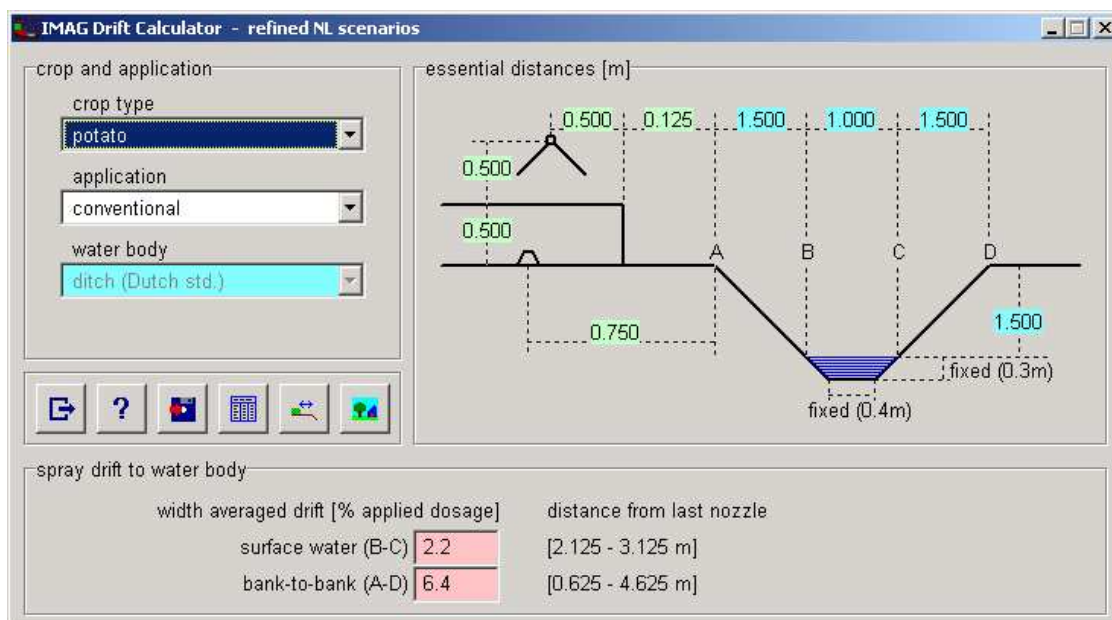 IMAG Drift Calculator - refined NL scenarios
crop and application
crop type
potato
application
conventional
water body
ditch (Dutch std.)
?
essential distances [m]
0.500 0.125 1.500 1.000 1.500
0.500
0.500
A B C D
0.750
1.500
fixed (0.3m)
fixed (0.4m)
spray drift to water body
width averaged drift [% applied dosage] distance from last nozzle
surface water (B-C) 2.2 [2.125 - 3.125 m]
bank-to-bank (A-D) 6.4 [0.625 - 4.625 m]